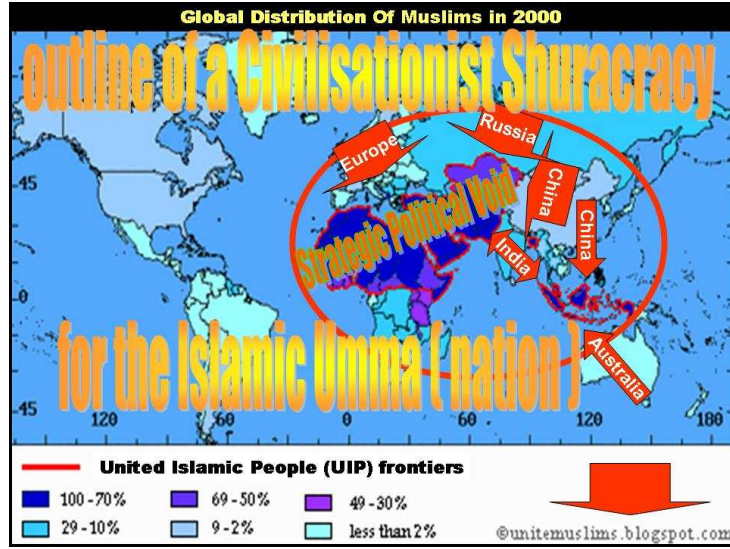 Global Distribution Of Muslims in 2000
outline of a Civilisationist Shuracracy
Europe
Russia
China
China
Strategic Political Void!
India
Australia
for the Islamic Umma ( nation )
45
0
45
120
60
0
60
120
180
United Islamic People (UIP) frontiers
100 - 70%
69 - 50%
49 - 30%
29 - 10%
9 - 2%
less than 2%
©unitemuslims.blogspot.com